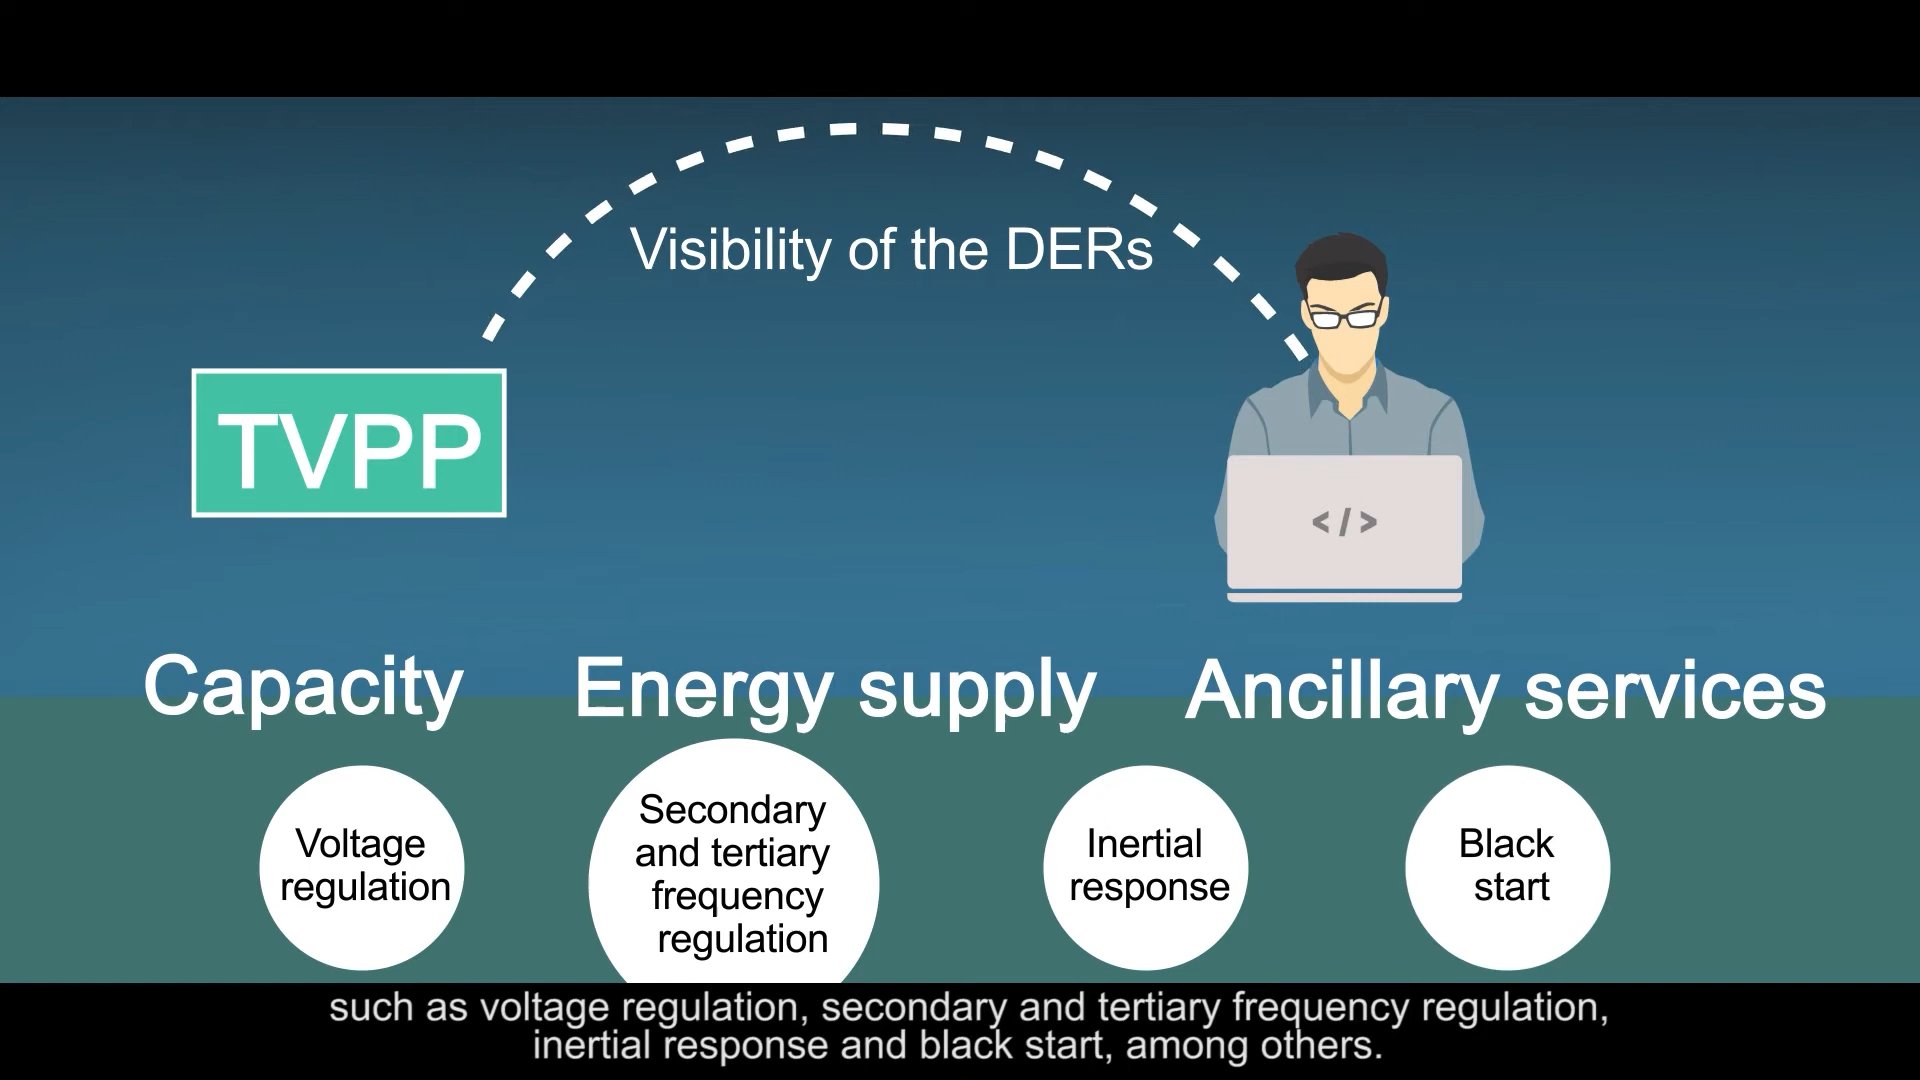 Visibility of the DERs
TVPP
</>
Capacity
Energy supply
Ancillary services
Voltage
regulation
Secondary
and tertiary
frequency
regulation
Inertial
response
Black
start
such as voltage regulation, secondary and tertiary frequency regulation,
inertial response and black start, among others.